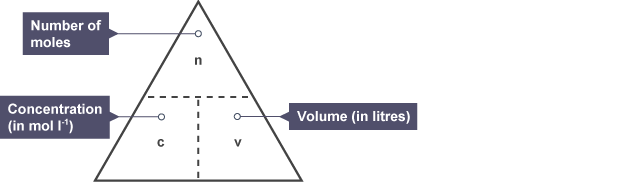 Number of
moles
n
Concentration
(in mol l⁻¹)
Volume (in litres)
c
v